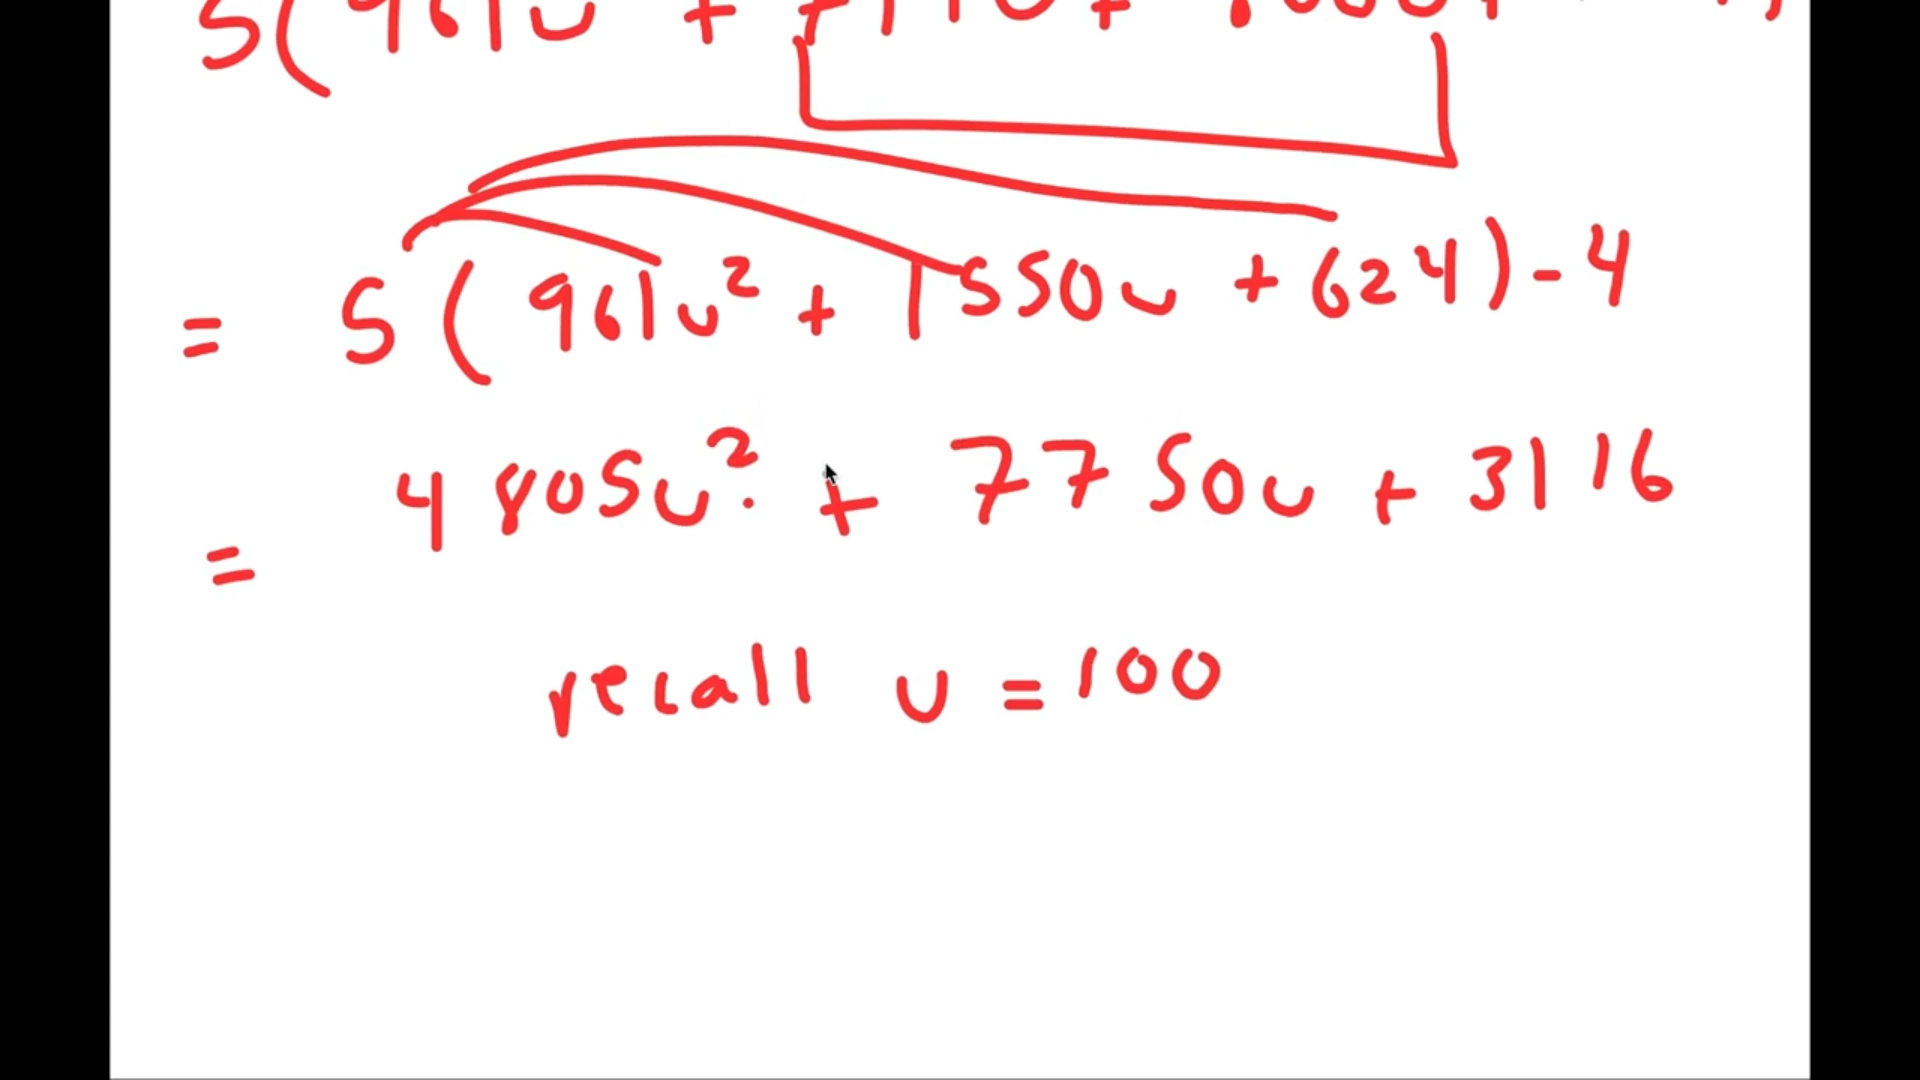 = 5(961u² + 1550u + 624) - 4
= 4805u² + 7750u + 3116
recall u = 100